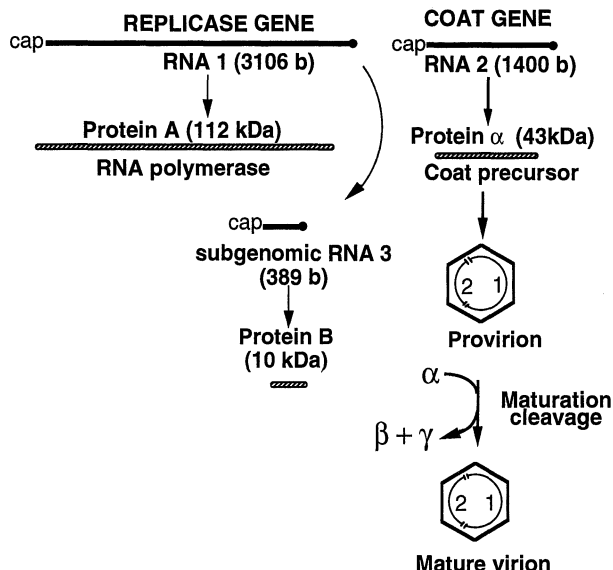 REPLICASE GENE
cap
RNA 1 (3106 b)
Protein A (112 kDa)
RNA polymerase
cap
subgenomic RNA 3
(389 b)
Protein B
(10 kDa)
COAT GENE
cap
RNA 2 (1400 b)
Protein α (43kDa)
Coat precursor
2 1
Provirion
α
Maturation
cleavage
β + γ
2 1
Mature virion